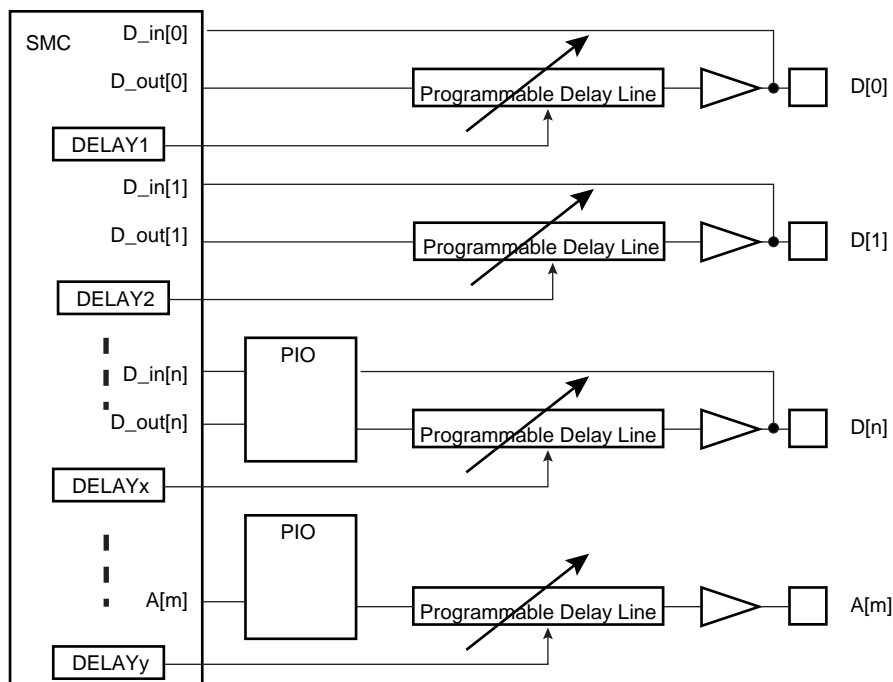 SMC
D_in[0]
D_out[0]
Programmable Delay Line
D[0]
DELAY1
D_in[1]
D_out[1]
Programmable Delay Line
D[1]
DELAY2
PIO
D_in[n]
D_out[n]
Programmable Delay Line
D[n]
DELAYx
PIO
A[m]
Programmable Delay Line
A[m]
DELAYy